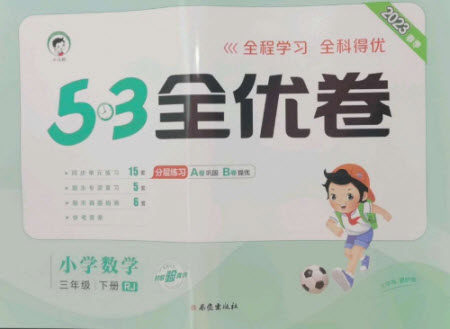 2023春季
<<< 全程学习 全科得优
53全优卷
同步单元练习 15套
期末专项复习 5套
期末真题检测 6套
参考答案
分层练习 A卷巩固 B卷提优
小学数学
三年级 下册 RJ